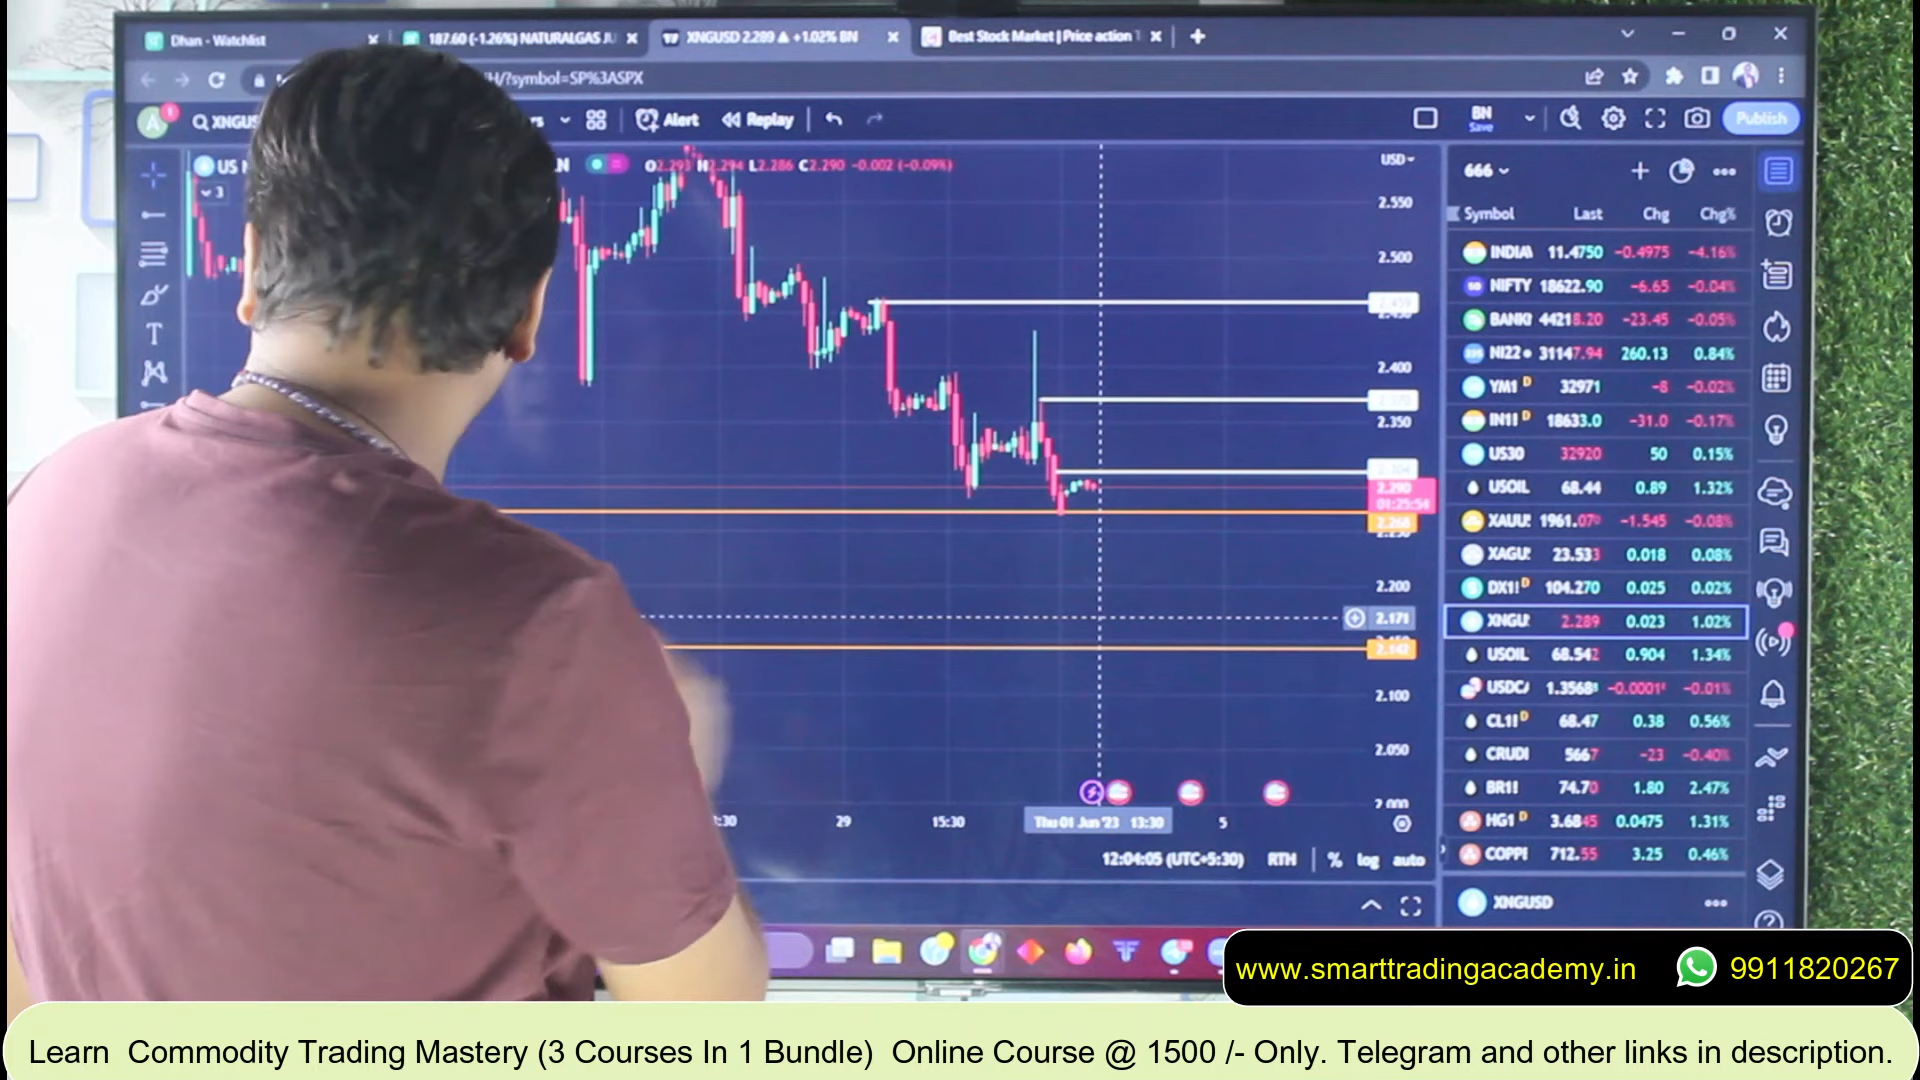 Dhan - Watchlist
187.60 (-1.26%) NATURALGAS JU
XNGUSD 2.289 ▲ +1.02% BN
Best Stock Market | Price action
H/?symbol=SP%3ASPX
A
1
XNGUS
Alert
Replay
BN
Save
Publish
US N
O2.293 H2.294 L2.286 C2.290 -0.002 (-0.09%)
3
USD
2.550
2.500
2.400
2.350
2.290
01:25:54
2.268
2.200
2.171
2.142
2.100
2.050
2.000
:30
29
15:30
Thu 01 Jun '23 13:30
5
12:04:05 (UTC+5:30)
RTH
%
log
auto
666
Symbol Last Chg Chg%
INDIA 11.4750 -0.4975 -4.16%
NIFTY 18622.90 -6.65 -0.04%
BANK 44218.20 -23.45 -0.05%
NI22 31147.94 260.13 0.84%
YM1 D 32971 -8 -0.02%
IN1! D 18633.0 -31.0 -0.17%
US30 32920 50 0.15%
USOIL 68.44 0.89 1.32%
XAUU 1961.070 -1.545 -0.08%
XAGU 23.533 0.018 0.08%
DX1! D 104.270 0.025 0.02%
XNGU 2.289 0.023 1.02%
USOIL 68.542 0.904 1.34%
USDC 1.3568 -0.0001 -0.01%
CL1! D 68.47 0.38 0.56%
CRUDI 5667 -23 -0.40%
BR1! 74.70 1.80 2.47%
HG1 D 3.6845 0.0475 1.31%
COPPI 712.55 3.25 0.46%
XNGUSD
www.smarttradingacademy.in 9911820267
Learn Commodity Trading Mastery (3 Courses In 1 Bundle) Online Course @ 1500 /- Only. Telegram and other links in description.